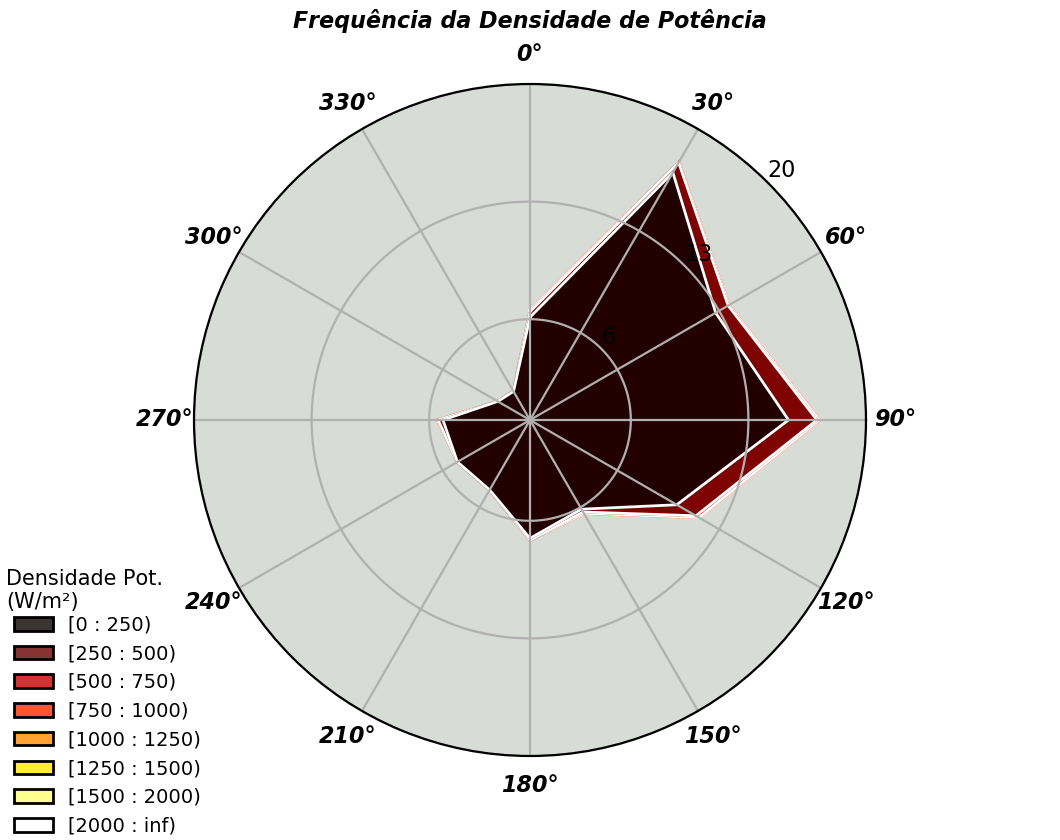 Frequência da Densidade de Potência
0°
330°
30°
20
300°
60°
13
6
270°
90°
240°
120°
210°
150°
180°
Densidade Pot.
(W/m²)
[0 : 250)
[250 : 500)
[500 : 750)
[750 : 1000)
[1000 : 1250)
[1250 : 1500)
[1500 : 2000)
[2000 : inf)